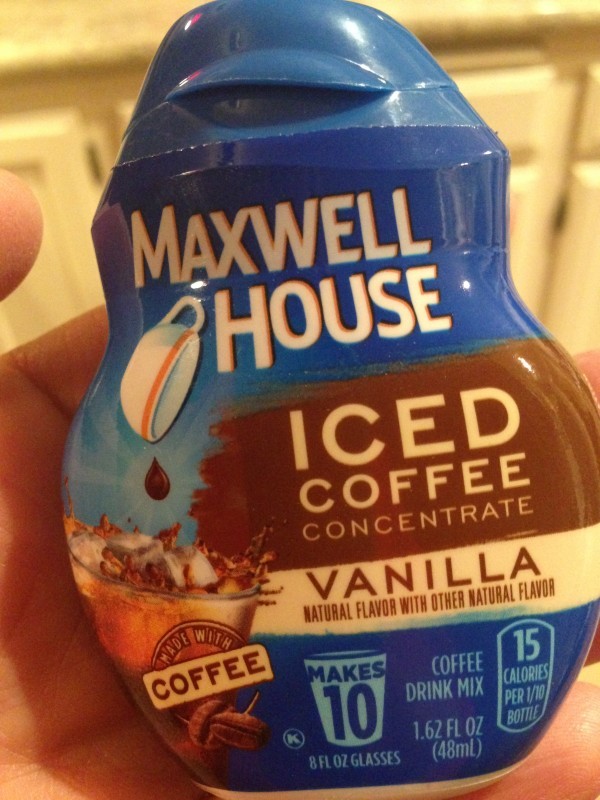 MAXWELL
HOUSE
ICED
COFFEE
CONCENTRATE
VANILLA
NATURAL FLAVOR WITH OTHER NATURAL FLAVOR
MADE WITH
COFFEE
K
MAKES
10
8 FL OZ GLASSES
COFFEE
DRINK MIX
1.62 FL OZ
(48mL)
15
CALORIES
PER 1/10
BOTTLE